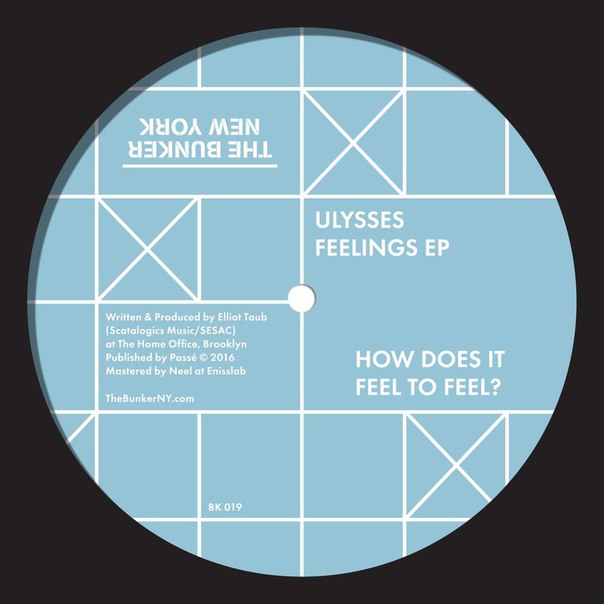 THE BUNKER
NEW YORK
ULYSSES
FEELINGS EP
Written & Produced by Elliot Taub
(Scatalogics Music/SESAC)
at The Home Office, Brooklyn
Published by Passé © 2016
Mastered by Neel at Enisslab
TheBunkerNY.com
HOW DOES IT
FEEL TO FEEL?
BK 019